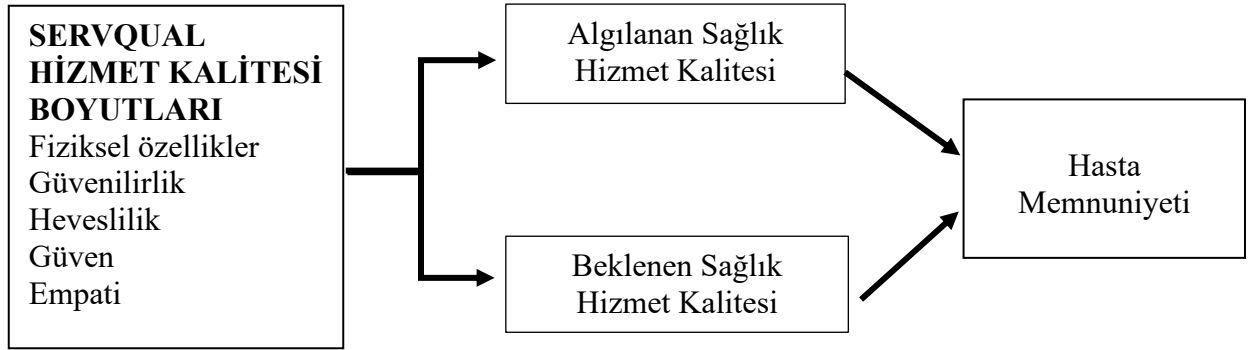 SERVQUAL
HİZMET KALİTESİ
BOYUTLARI
Fiziksel özellikler
Güvenilirlik
Heveslilik
Güven
Empati
Algılanan Sağlık
Hizmet Kalitesi
Beklenen Sağlık
Hizmet Kalitesi
Hasta
Memnuniyeti